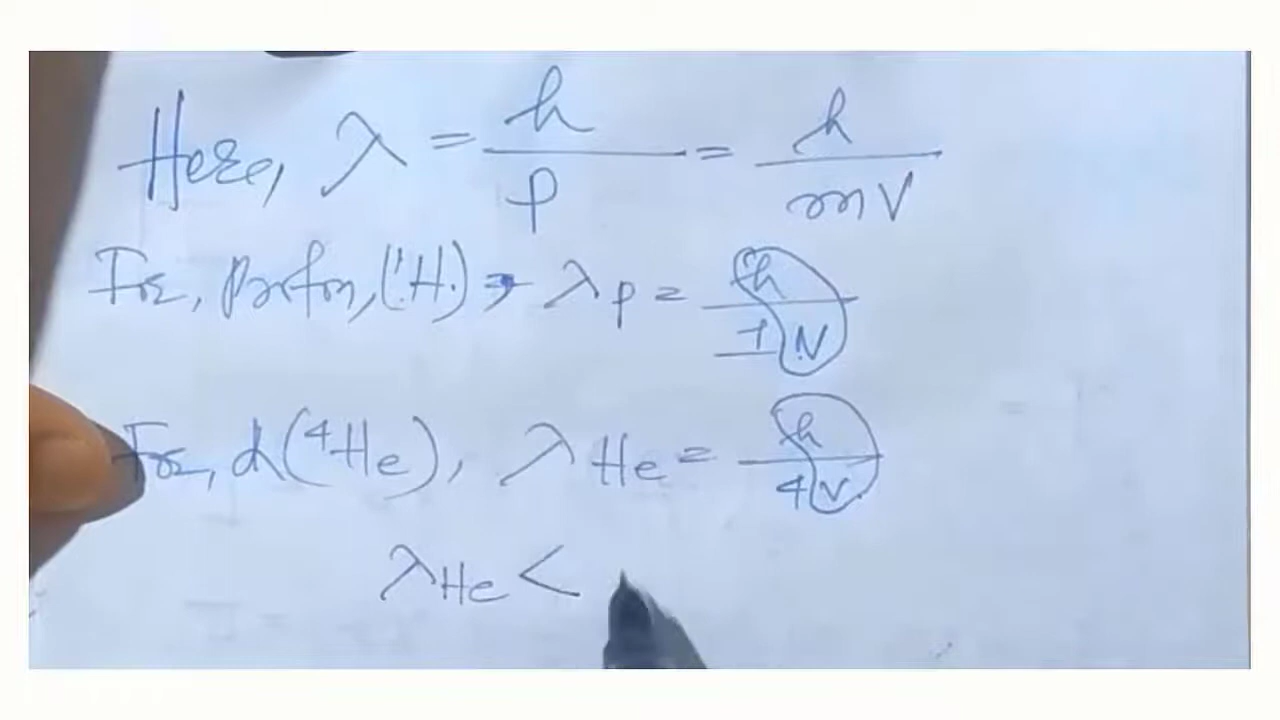 Here, λ = h/p = h/mv
For, Proton, (¹H) → λp = h/1v
For, α(⁴He), λHe = h/4v
λHe <